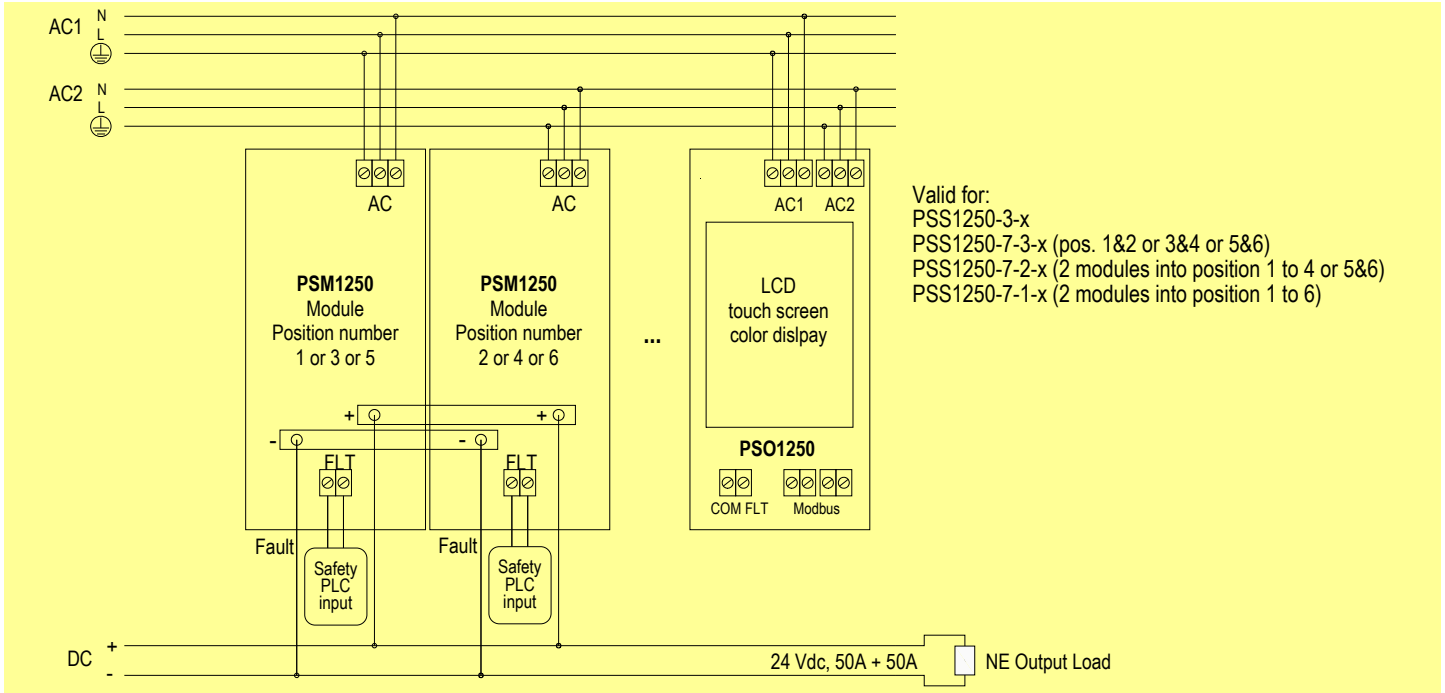 AC1
N
L
AC2
N
L
AC
AC
AC1 AC2
PSM1250
Module
Position number
1 or 3 or 5
PSM1250
Module
Position number
2 or 4 or 6
...
LCD
touch screen
color dislpay
Valid for:
PSS1250-3-x
PSS1250-7-3-x (pos. 1&2 or 3&4 or 5&6)
PSS1250-7-2-x (2 modules into position 1 to 4 or 5&6)
PSS1250-7-1-x (2 modules into position 1 to 6)
+ +
- -
FLT
FLT
PSO1250
COM FLT Modbus
Fault
Safety
PLC
input
Fault
Safety
PLC
input
DC
+
-
24 Vdc, 50A + 50A
NE Output Load